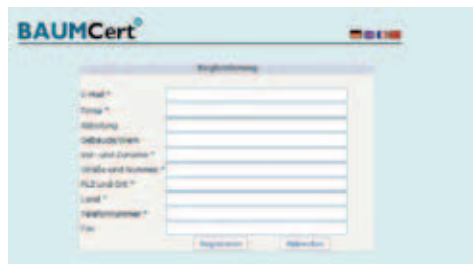 BAUMCert®
Registrierung
E-Mail *
Firma *
Abteilung
Gebäude/Werk
Vor- und Zuname *
Straße und Nummer *
PLZ und Ort *
Land *
Telefonnummer *
Fax
Registrieren Abbrechen